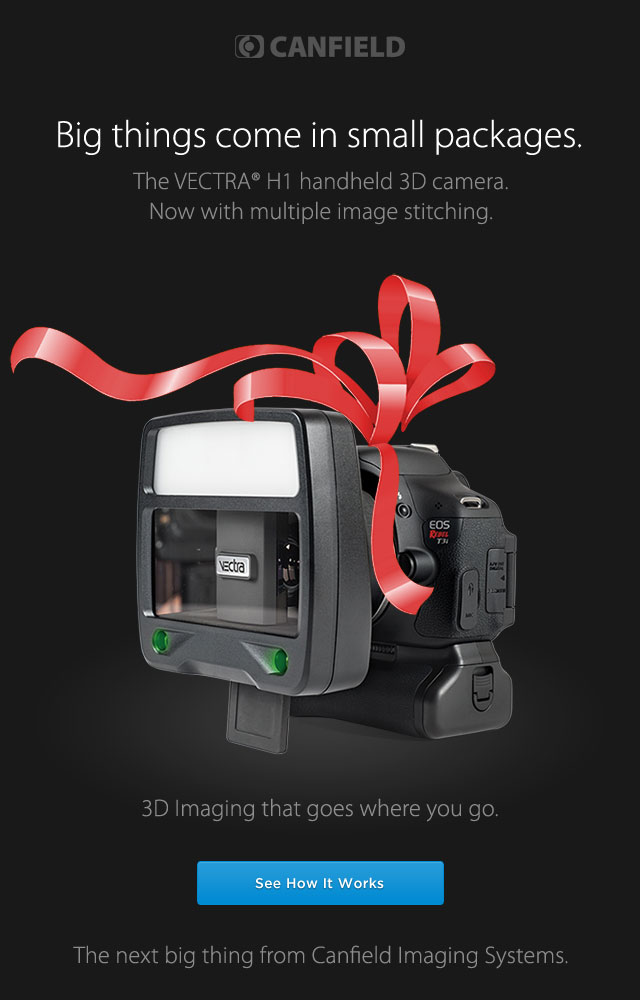 CANFIELD
Big things come in small packages.
The VECTRA® H1 handheld 3D camera.
Now with multiple image stitching.
EOS
REBEL
T3i
vectra
3D Imaging that goes where you go.
See How It Works
The next big thing from Canfield Imaging Systems.